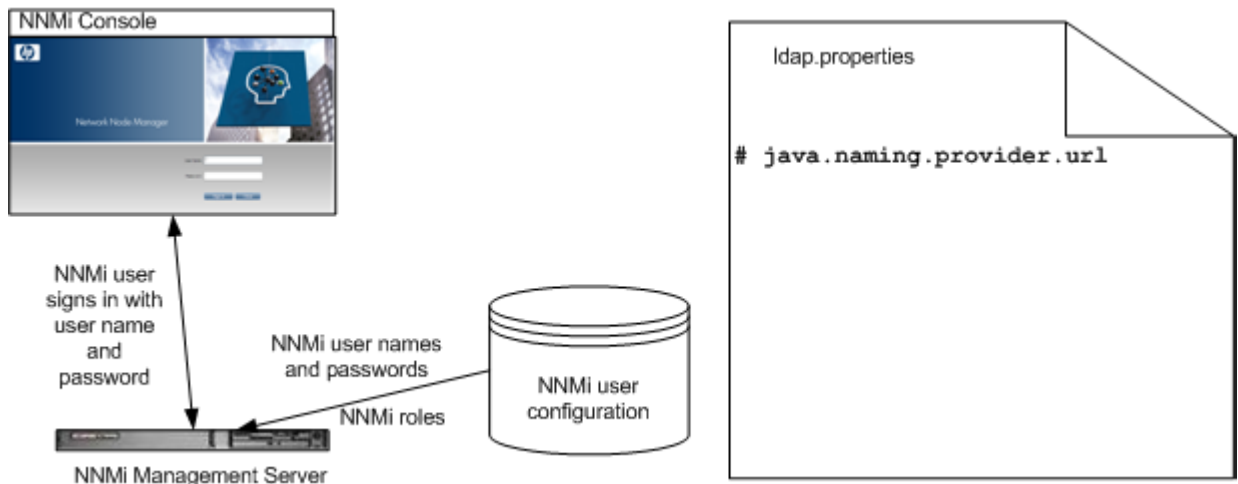 NNMi Console
hp
Network Node Manager
NNMi user
signs in with
user name
and
password
NNMi user names
and passwords
NNMi roles
NNMi user
configuration
NNMi Management Server
ldap.properties
# java.naming.provider.url